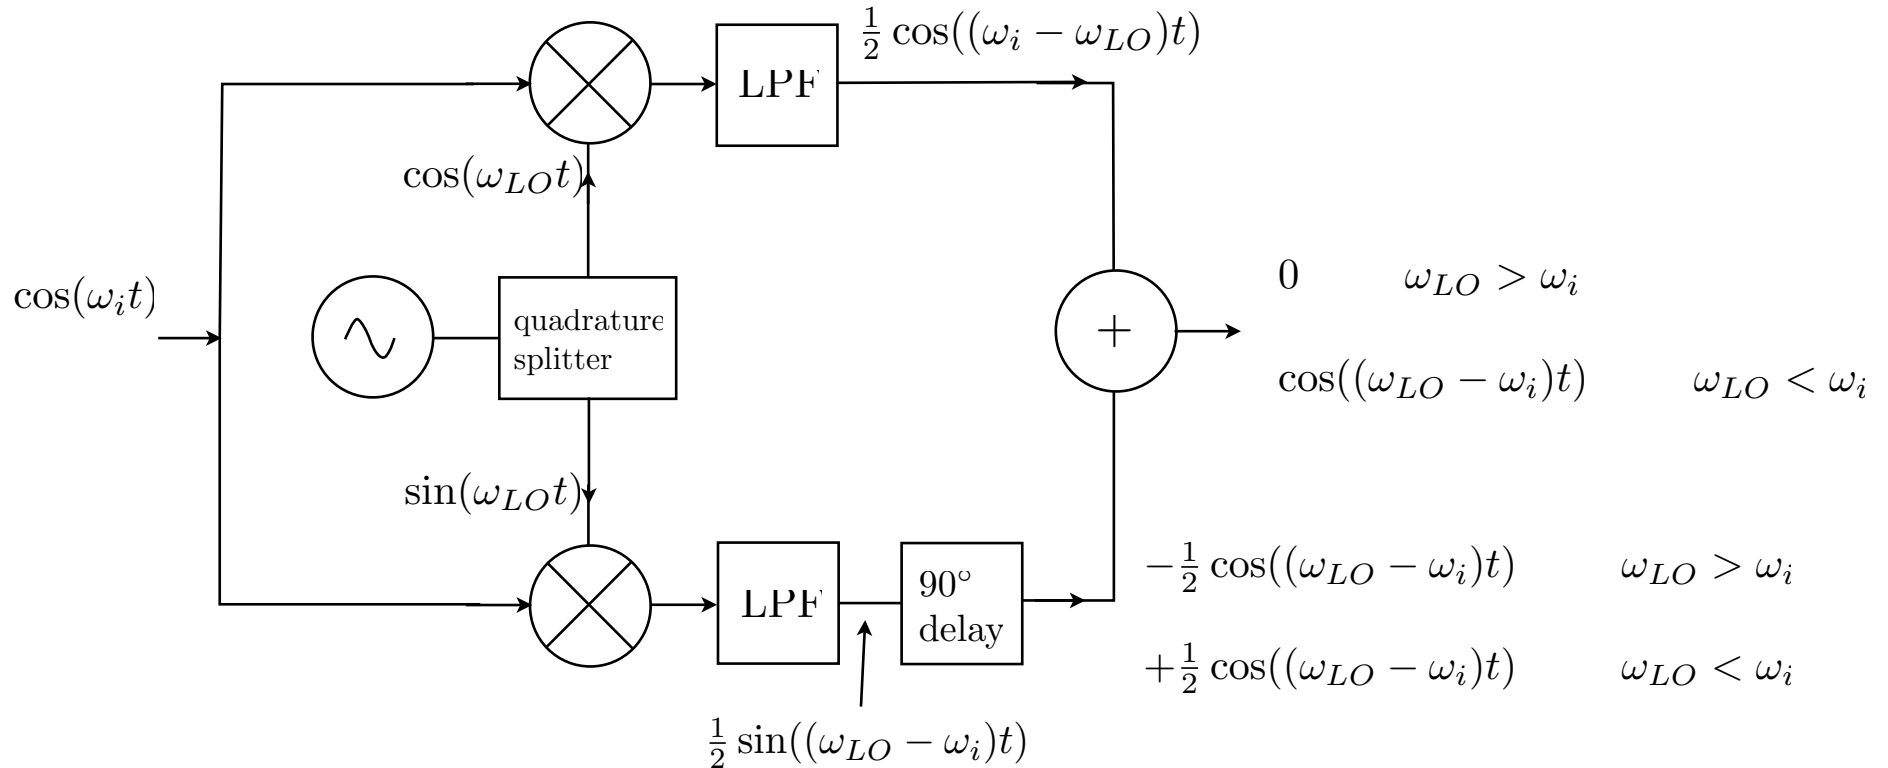 ½ cos((ω_i − ω_LO)t)
LPF
cos(ω_LO t)
cos(ω_i t)
quadrature
splitter
+
0 ω_LO > ω_i
cos((ω_LO − ω_i)t) ω_LO < ω_i
sin(ω_LO t)
LPF
90°
delay
−½ cos((ω_LO − ω_i)t) ω_LO > ω_i
+½ cos((ω_LO − ω_i)t) ω_LO < ω_i
½ sin((ω_LO − ω_i)t)